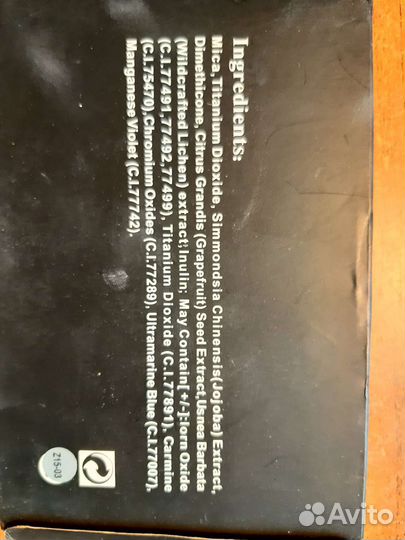 Ingredients:
Mica,Titanium Dioxide, Simmondsia Chinensis(Jojoba) Extract,
Dimethicone, Citrus Grandis (Grapefruit) Seed Extract,Usnea Barbata
(Wildcrafted Lichen) extract; Inulin; May Contain[+/-]:Iorn Oxide
(C.I.77491,77492,77499), Titanium Dioxide (C.I.77891), Carmine
(C.I.75470),Chromium Oxides (C.I.77289), Ultramarine Blue (C.I.77007),
Manganese Violet (C.I.77742).
Z15-03
Avito